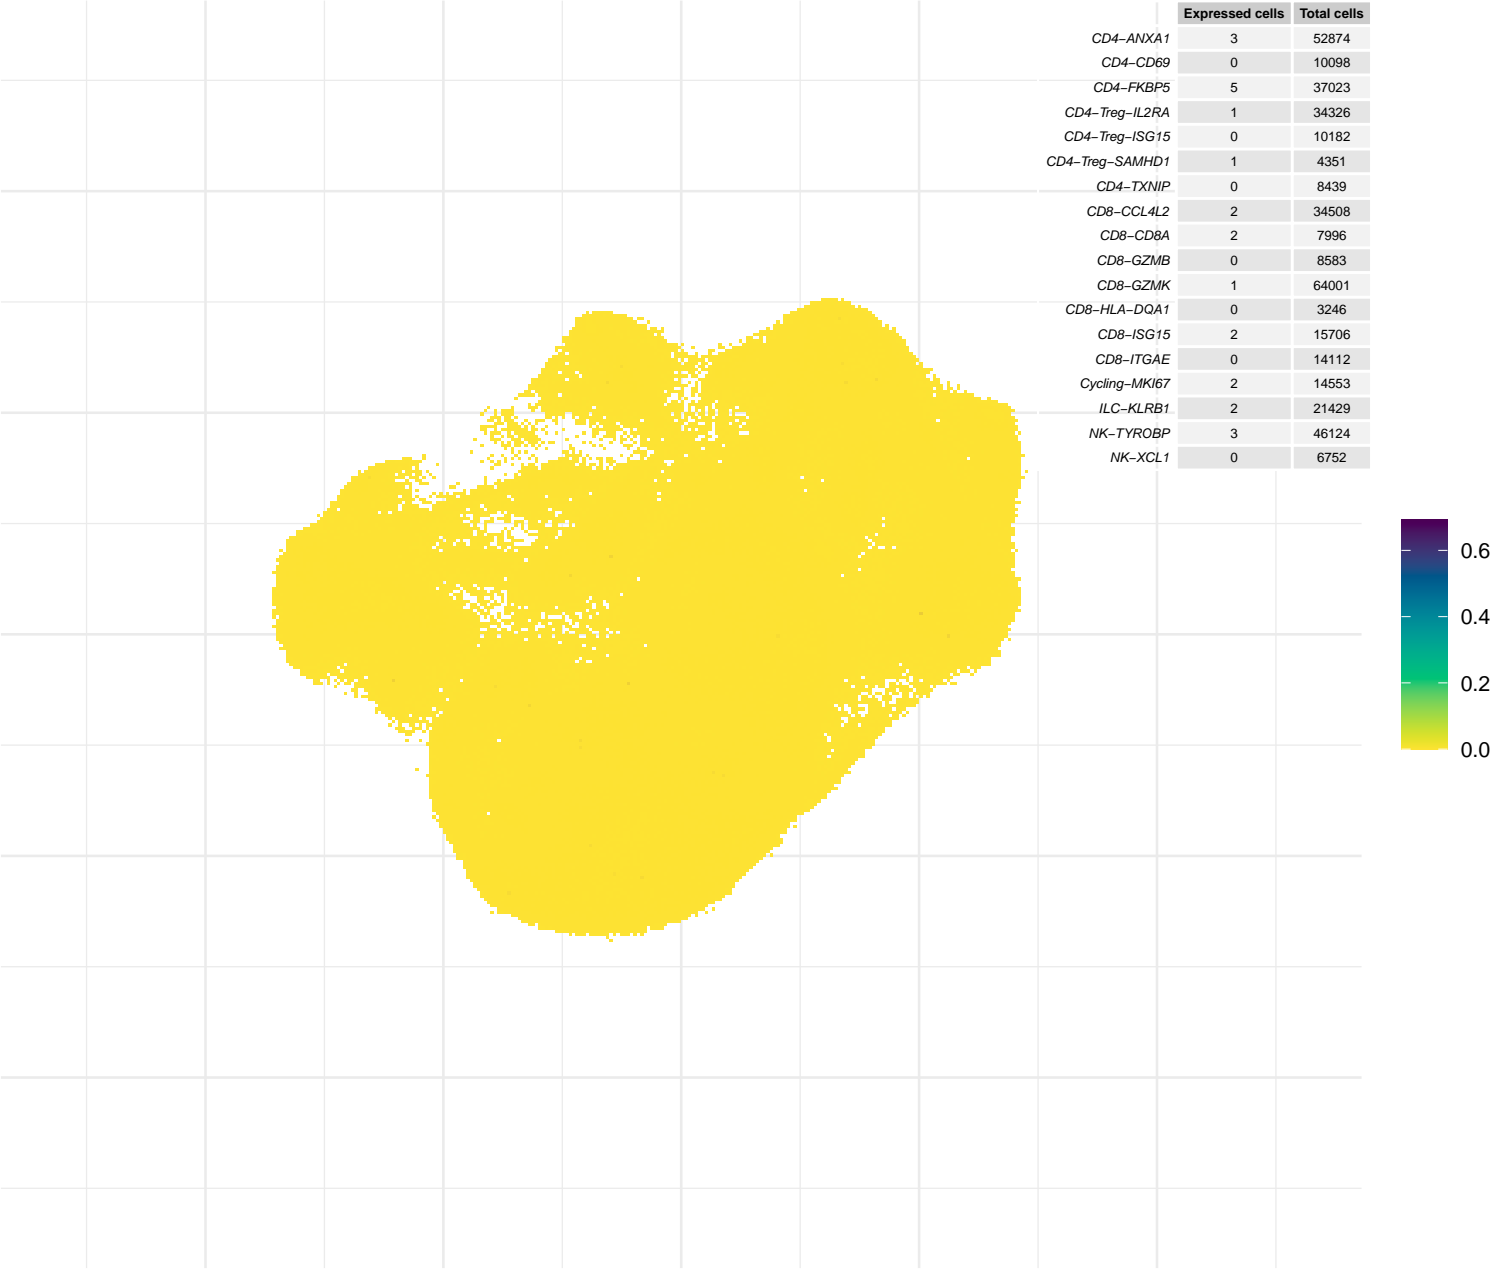 Expressed cells Total cells
CD4−ANXA1 3 52874
CD4−CD69 0 10098
CD4−FKBP5 5 37023
CD4−Treg−IL2RA 1 34326
CD4−Treg−ISG15 0 10182
CD4−Treg−SAMHD1 1 4351
CD4−TXNIP 0 8439
CD8−CCL4L2 2 34508
CD8−CD8A 2 7996
CD8−GZMB 0 8583
CD8−GZMK 1 64001
CD8−HLA−DQA1 0 3246
CD8−ISG15 2 15706
CD8−ITGAE 0 14112
Cycling−MKI67 2 14553
ILC−KLRB1 2 21429
NK−TYROBP 3 46124
NK−XCL1 0 6752
0.6
0.4
0.2
0.0